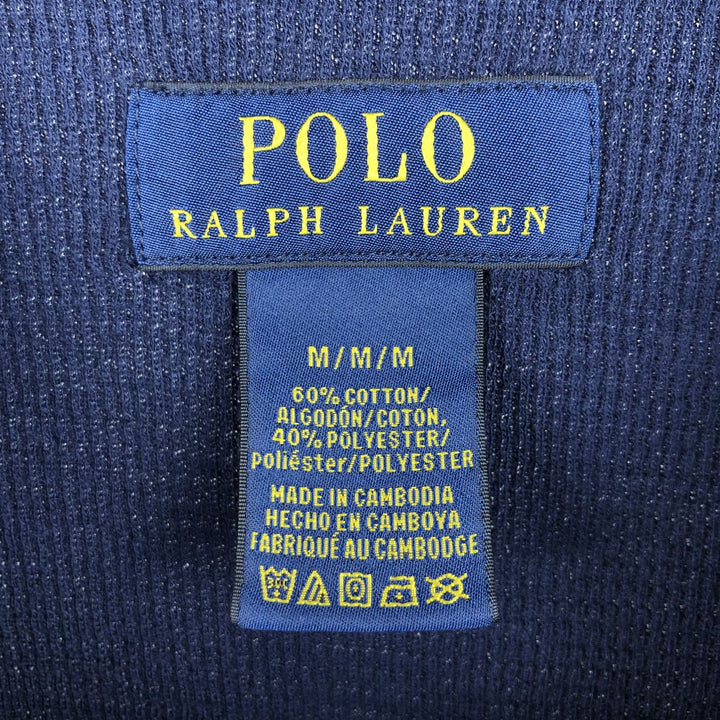 POLO
RALPH LAUREN
M/M/M
60% COTTON/
ALGODÓN/COTON,
40% POLYESTER/
poliéster/POLYESTER
MADE IN CAMBODIA
HECHO EN CAMBOYA
FABRIQUÉ AU CAMBODGE